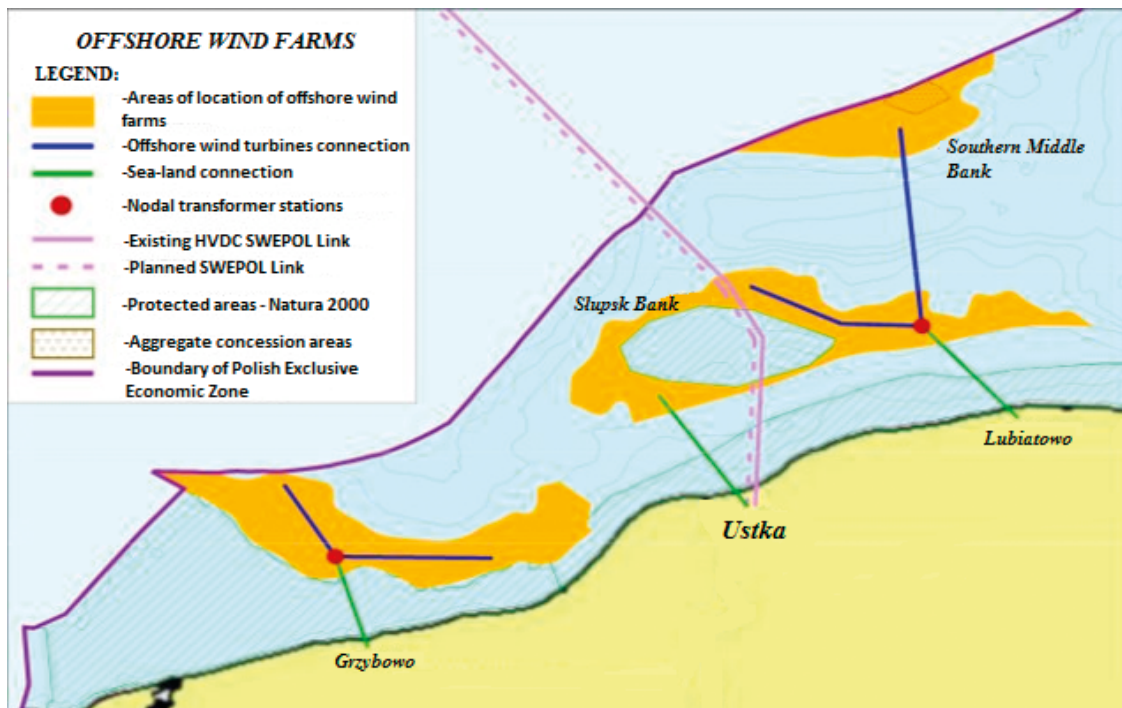 OFFSHORE WIND FARMS
LEGEND:
-Areas of location of offshore wind
farms
-Offshore wind turbines connection
-Sea-land connection
-Nodal transformer stations
-Existing HVDC SWEPOL Link
-Planned SWEPOL Link
-Protected areas - Natura 2000
-Aggregate concession areas
-Boundary of Polish Exclusive
Economic Zone
Southern Middle
Bank
Słupsk Bank
Lubiatowo
Ustka
Grzybowo